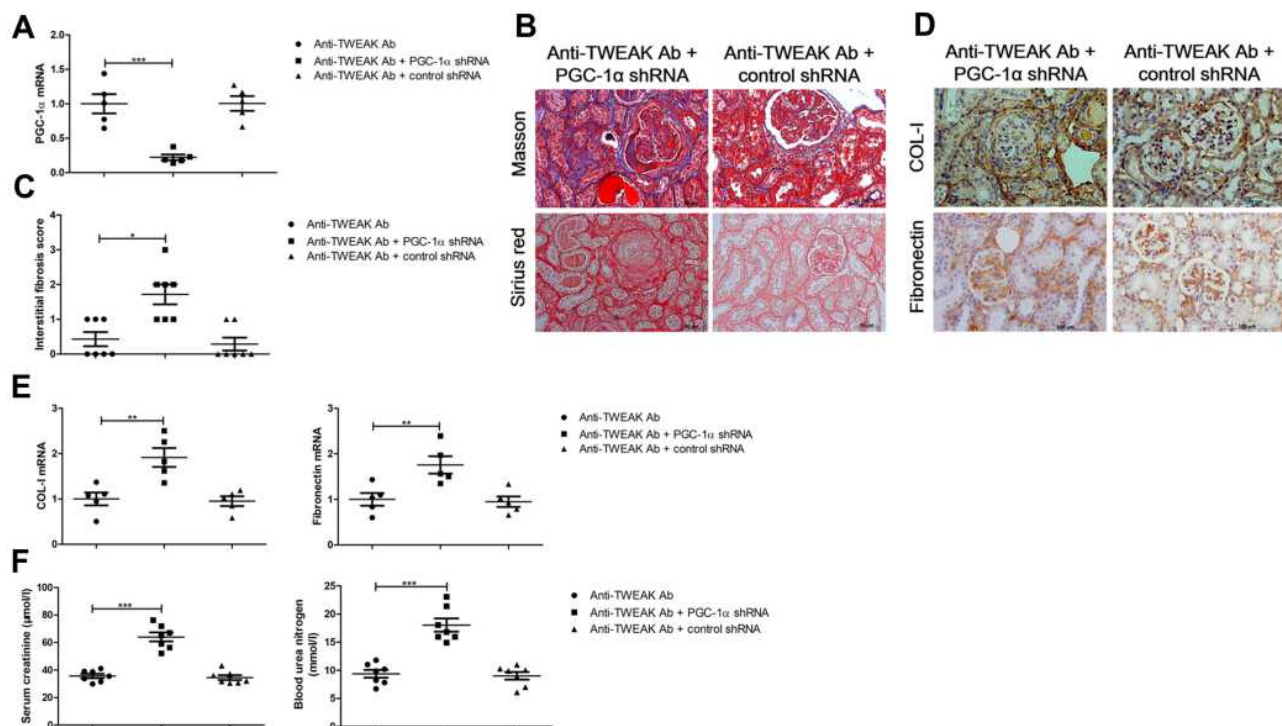 A
PGC-1α mRNA
2.0
1.5
1.0
0.5
0.0
***
Anti-TWEAK Ab
Anti-TWEAK Ab + PGC-1α shRNA
Anti-TWEAK Ab + control shRNA
B
Anti-TWEAK Ab +
PGC-1α shRNA
Anti-TWEAK Ab +
control shRNA
Masson
Sirius red
C
Interstitial fibrosis score
4
3
2
1
0
*
Anti-TWEAK Ab
Anti-TWEAK Ab + PGC-1α shRNA
Anti-TWEAK Ab + control shRNA
D
Anti-TWEAK Ab +
PGC-1α shRNA
Anti-TWEAK Ab +
control shRNA
COL-I
Fibronectin
E
COL-I mRNA
3
2
1
0
**
Fibronectin mRNA
3
2
1
0
**
Anti-TWEAK Ab
Anti-TWEAK Ab + PGC-1α shRNA
Anti-TWEAK Ab + control shRNA
F
Serum creatinine (µmol/l)
100
80
60
40
20
0
***
Blood urea nitrogen
(mmol/l)
25
20
15
10
5
0
***
Anti-TWEAK Ab
Anti-TWEAK Ab + PGC-1α shRNA
Anti-TWEAK Ab + control shRNA